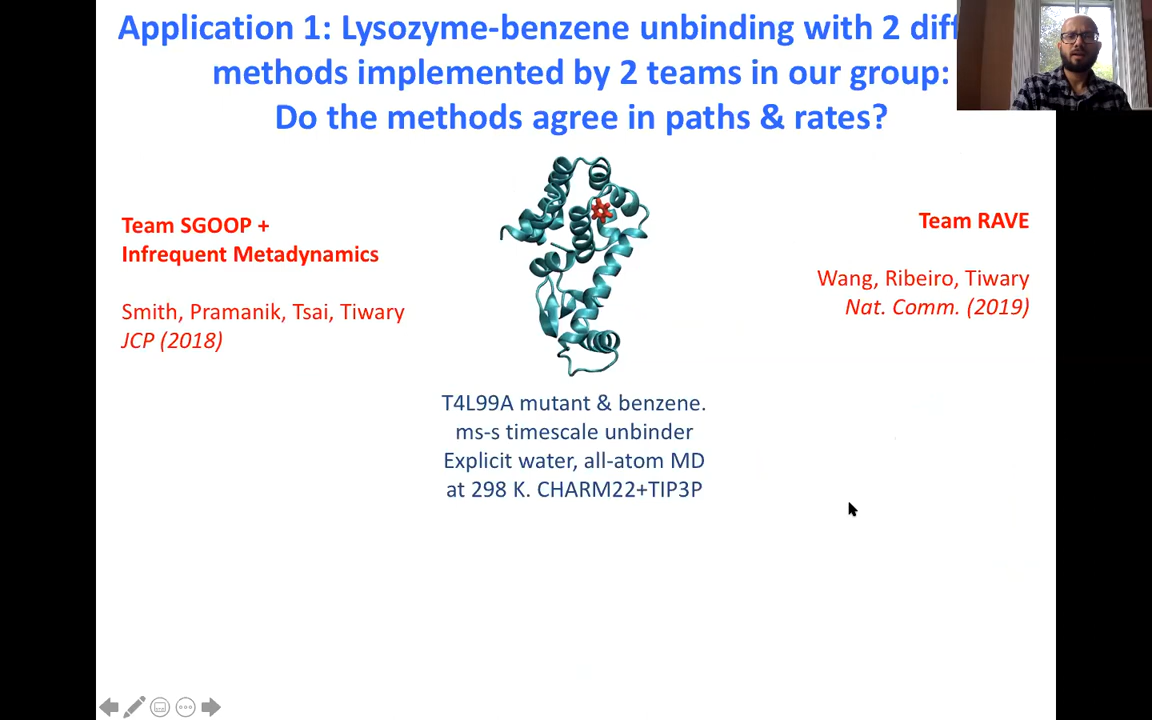 Application 1: Lysozyme-benzene unbinding with 2
methods implemented by 2 teams in our group:
Do the methods agree in paths & rates?
Team SGOOP +
Infrequent Metadynamics
Smith, Pramanik, Tsai, Tiwary
JCP (2018)
Team RAVE
Wang, Ribeiro, Tiwary
Nat. Comm. (2019)
T4L99A mutant & benzene.
ms-s timescale unbinder
Explicit water, all-atom MD
at 298 K. CHARM22+TIP3P